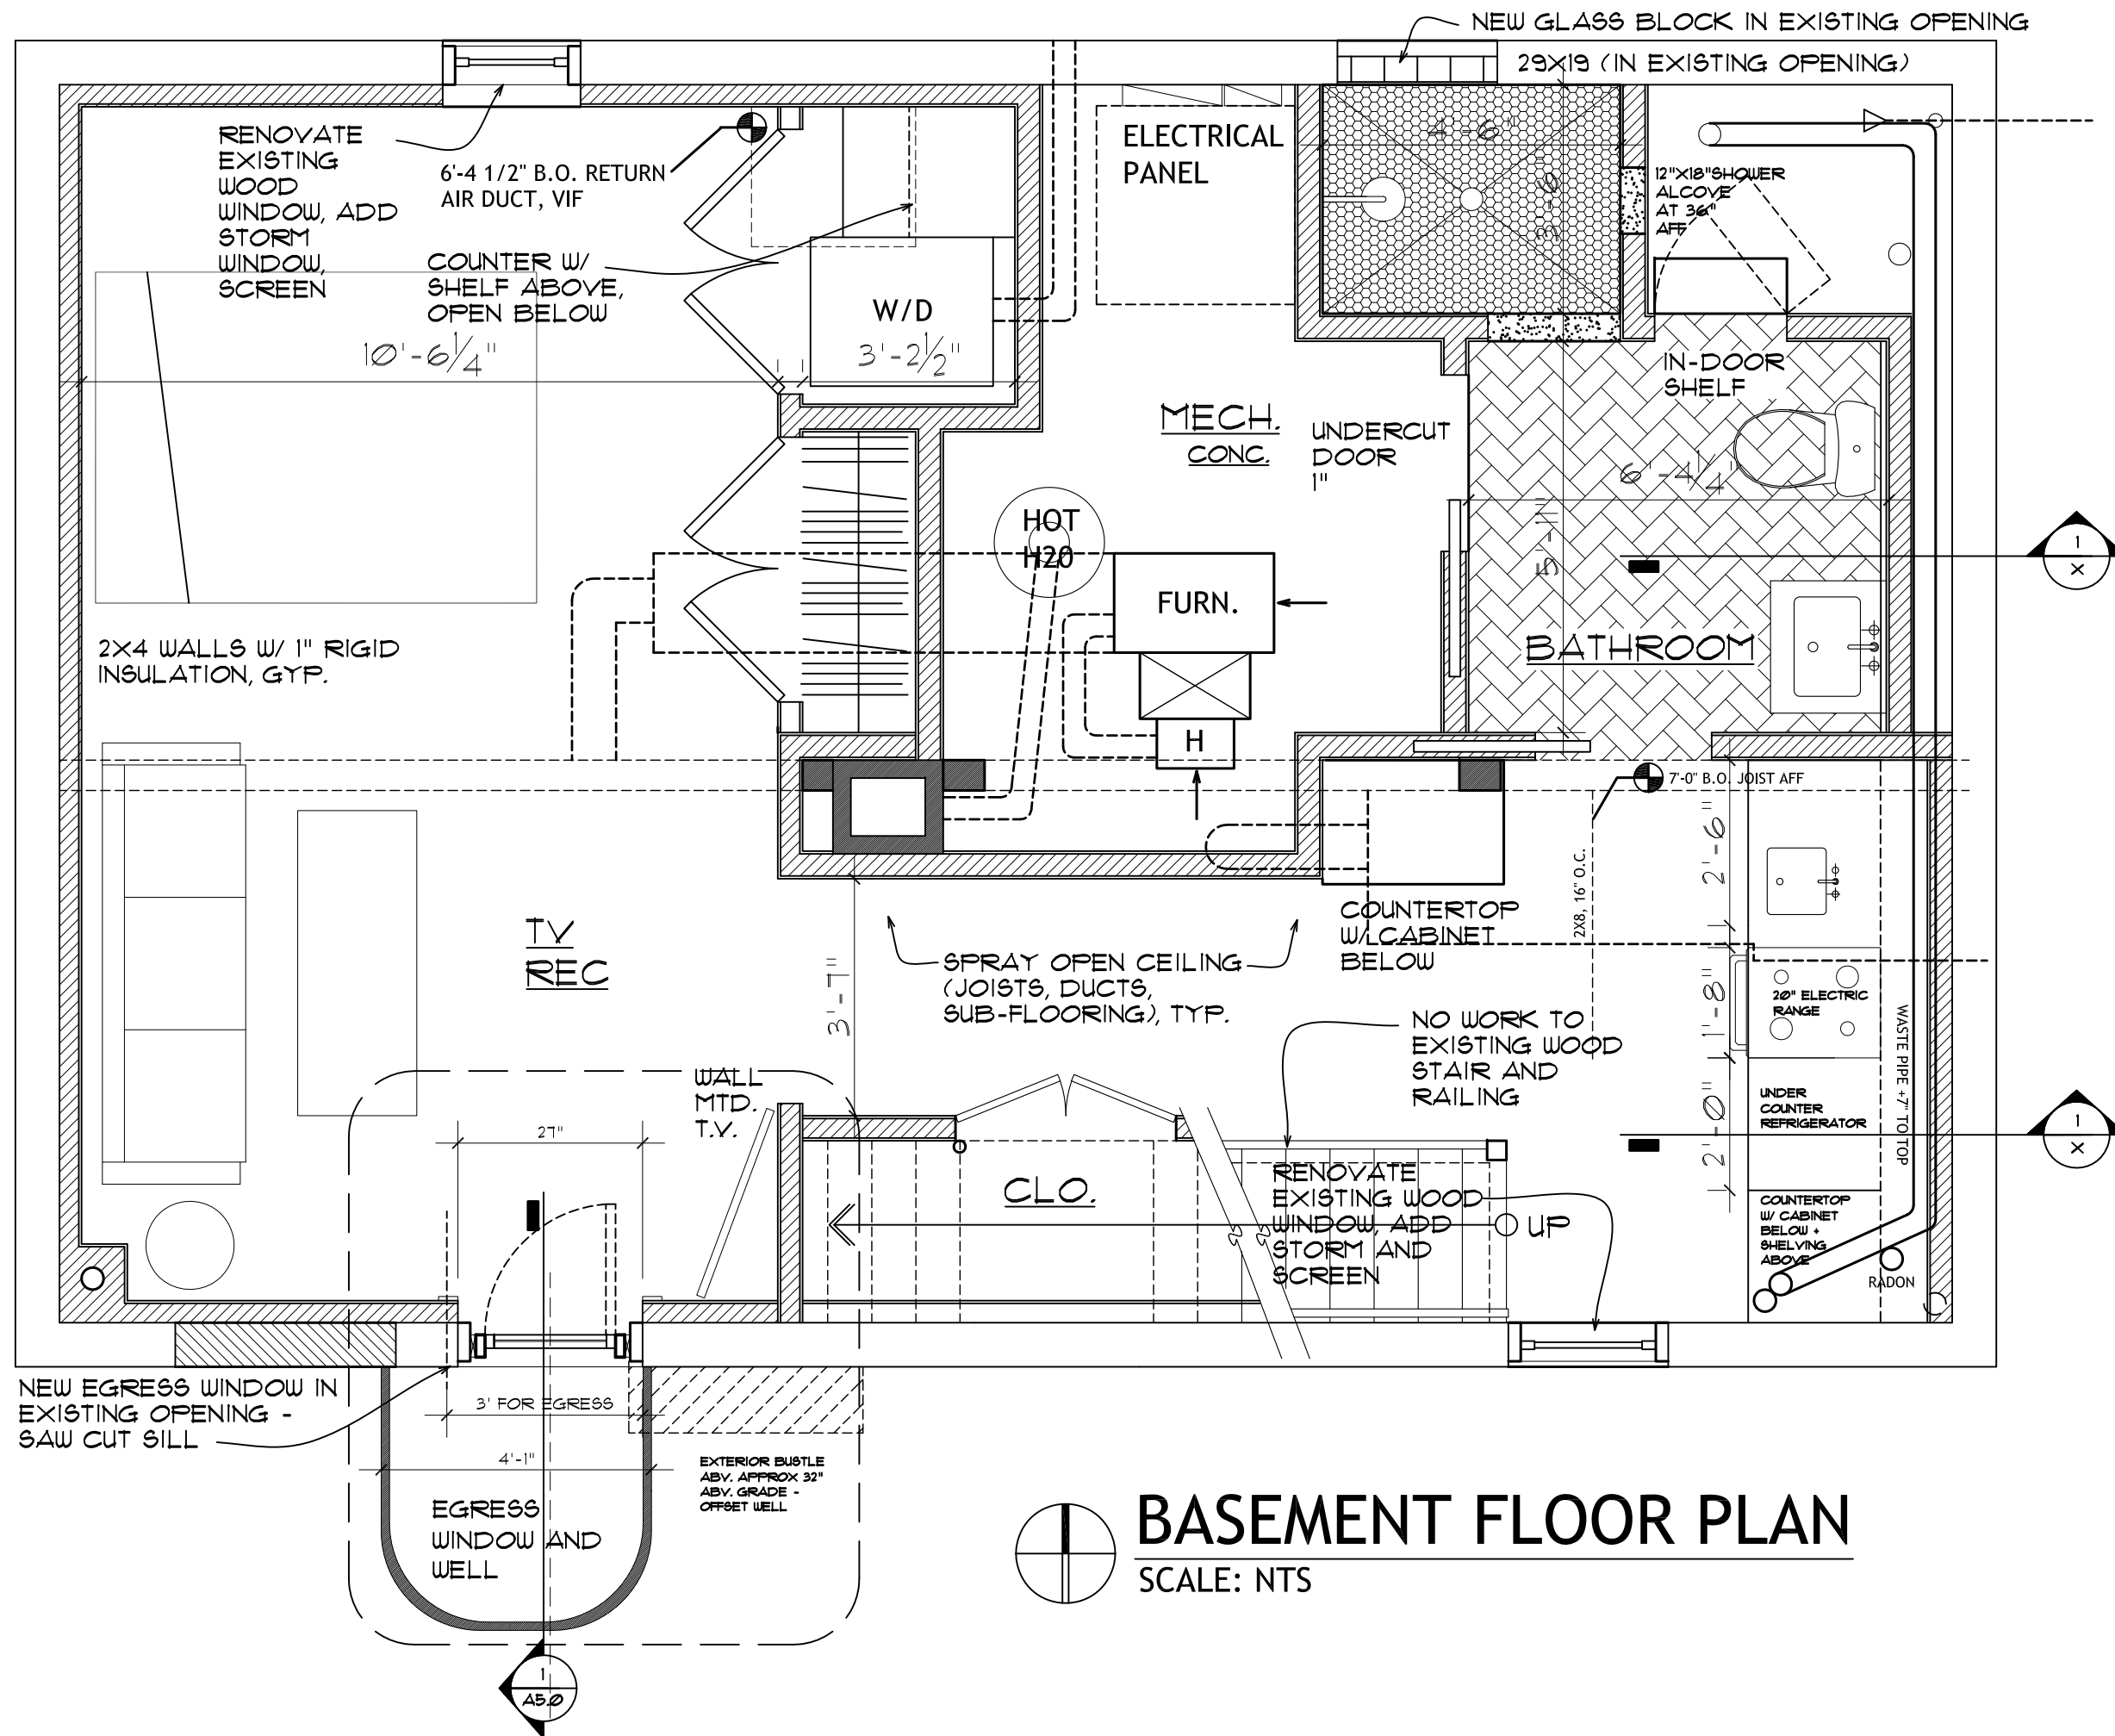 NEW GLASS BLOCK IN EXISTING OPENING
29X19 (IN EXISTING OPENING)
RENOVATE
EXISTING
WOOD
WINDOW, ADD
STORM
WINDOW,
SCREEN
6'-4 1/2" B.O. RETURN
AIR DUCT, VIF
COUNTER W/
SHELF ABOVE,
OPEN BELOW
W/D
10'-6 1/4"
3'-2 1/2"
ELECTRICAL
PANEL
4'-6"
3'-6"
12"X18"SHOWER
ALCOVE
AT 36"
AFF
IN-DOOR
SHELF
MECH.
CONC.
UNDERCUT
DOOR
1"
6'-4 1/4"
5'-11"
HOT
H20
FURN.
H
BATHROOM
1
X
2X4 WALLS W/ 1" RIGID
INSULATION, GYP.
7'-0" B.O. JOIST AFF
2X8, 16" O.C.
2'-6"
1'-8"
2'-0"
TV
REC
3'-7"
SPRAY OPEN CEILING
(JOISTS, DUCTS,
SUB-FLOORING), TYP.
COUNTERTOP
W/ CABINET
BELOW
20" ELECTRIC
RANGE
WASTE PIPE +7" TO TOP
NO WORK TO
EXISTING WOOD
STAIR AND
RAILING
WALL
MTD.
T.V.
27"
UNDER
COUNTER
REFRIGERATOR
1
X
CLO.
RENOVATE
EXISTING WOOD
WINDOW, ADD
STORM AND
SCREEN
UP
COUNTERTOP
W/ CABINET
BELOW +
SHELVING
ABOVE
RADON
NEW EGRESS WINDOW IN
EXISTING OPENING -
SAW CUT SILL
3' FOR EGRESS
4'-1"
EXTERIOR BUSTLE
ABV. APPROX 32"
ABV. GRADE -
OFFSET WELL
EGRESS
WINDOW AND
WELL
BASEMENT FLOOR PLAN
SCALE: NTS
1
A5.0